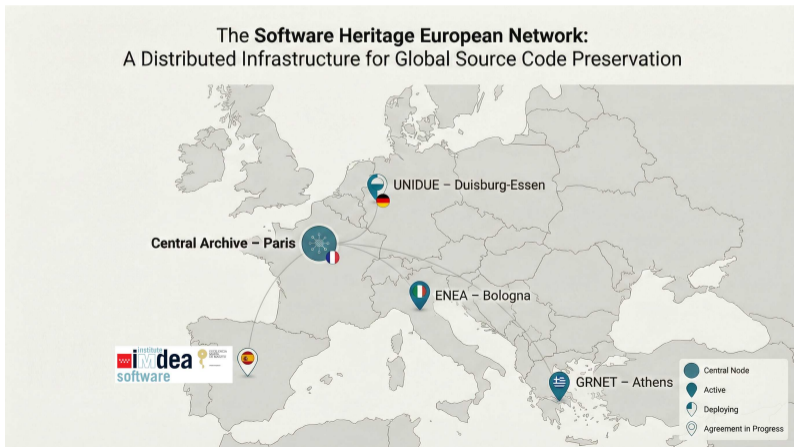 The Software Heritage European Network:
A Distributed Infrastructure for Global Source Code Preservation
UNIDUE – Duisburg-Essen
Central Archive – Paris
ENEA – Bologna
institute
imdea
software
GRNET – Athens
Central Node
Active
Deploying
Agreement in Progress